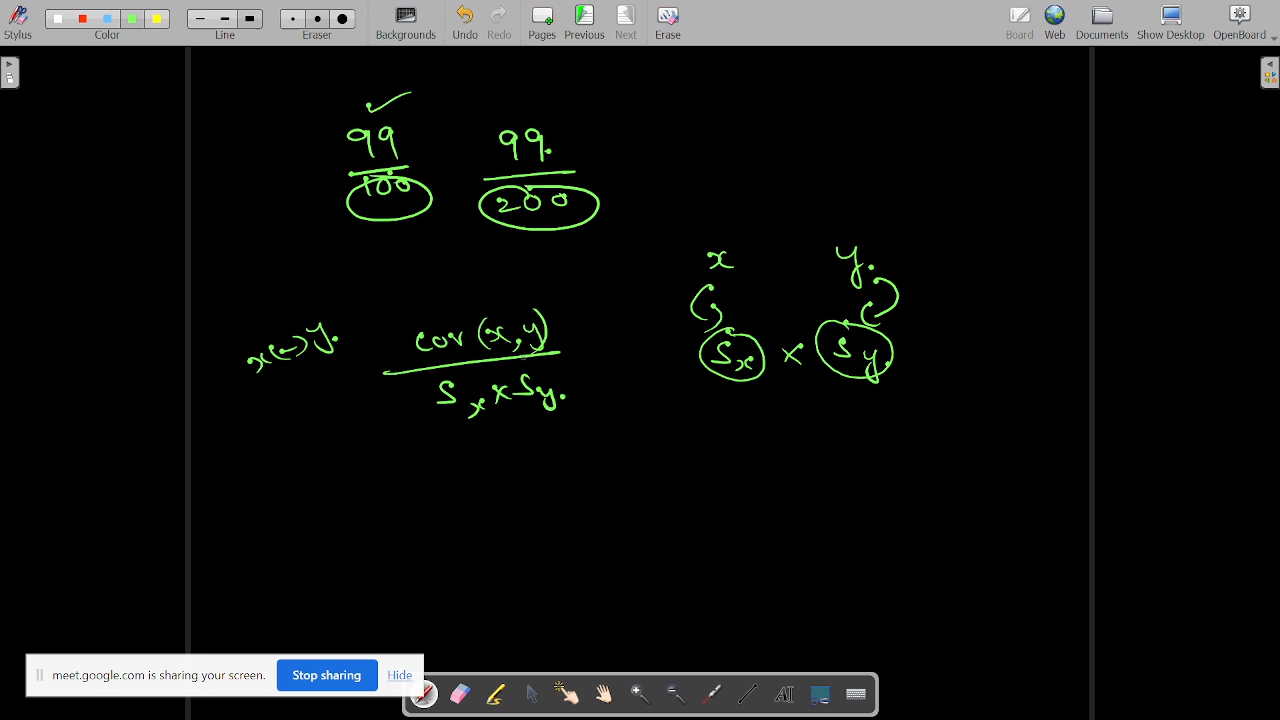 Stylus Color Line Eraser Backgrounds Undo Redo Pages Previous Next Erase Board Web Documents Show Desktop OpenBoard
99 99.
100 200
x y.
x(-) y. cov (x,y) Sx x Sy.
Sx x Sy.
meet.google.com is sharing your screen. Stop sharing Hide
AI